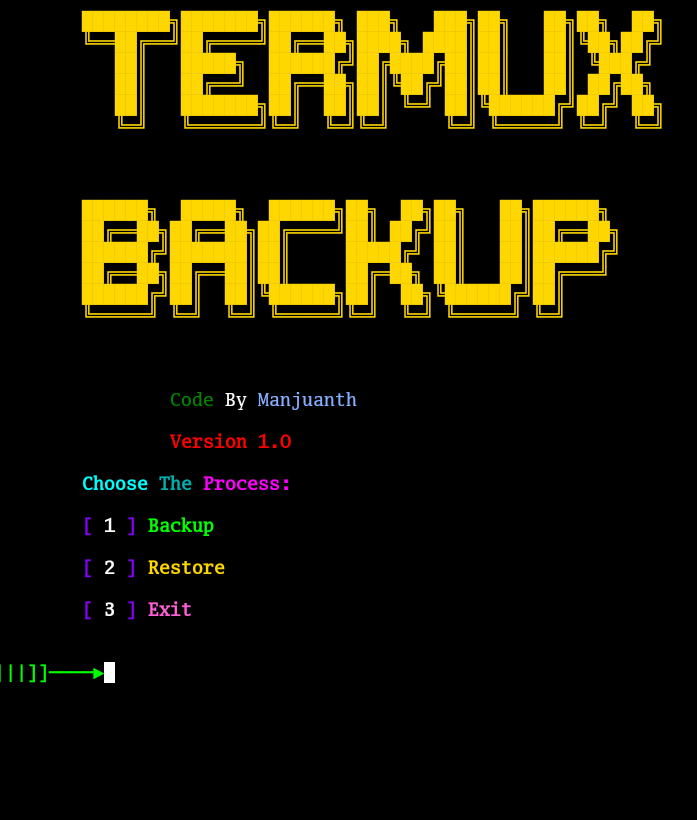 TERMUX
BACKUP
Code By Manjuanth
Version 1.0
Choose The Process:
[ 1 ] Backup
[ 2 ] Restore
[ 3 ] Exit
|||]]────►